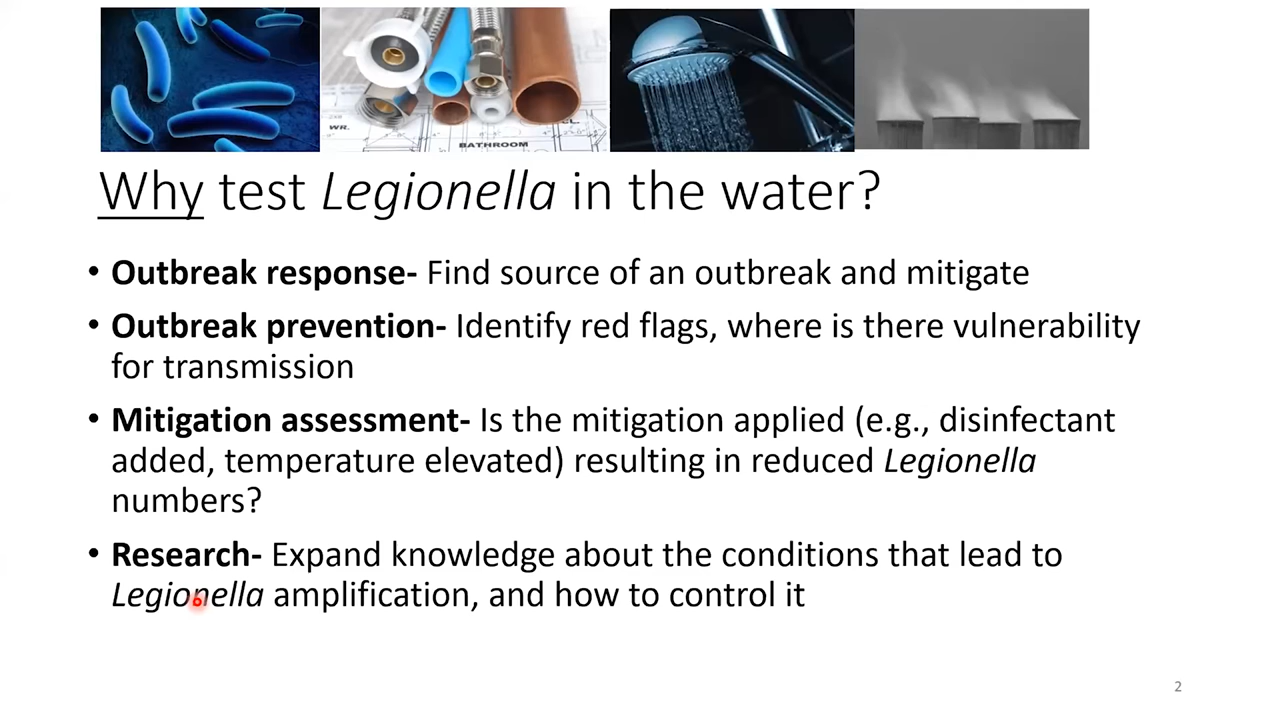 WR.
BATHROOM
Why test Legionella in the water?
• Outbreak response- Find source of an outbreak and mitigate
• Outbreak prevention- Identify red flags, where is there vulnerability
for transmission
• Mitigation assessment- Is the mitigation applied (e.g., disinfectant
added, temperature elevated) resulting in reduced Legionella
numbers?
• Research- Expand knowledge about the conditions that lead to
Legionella amplification, and how to control it
2